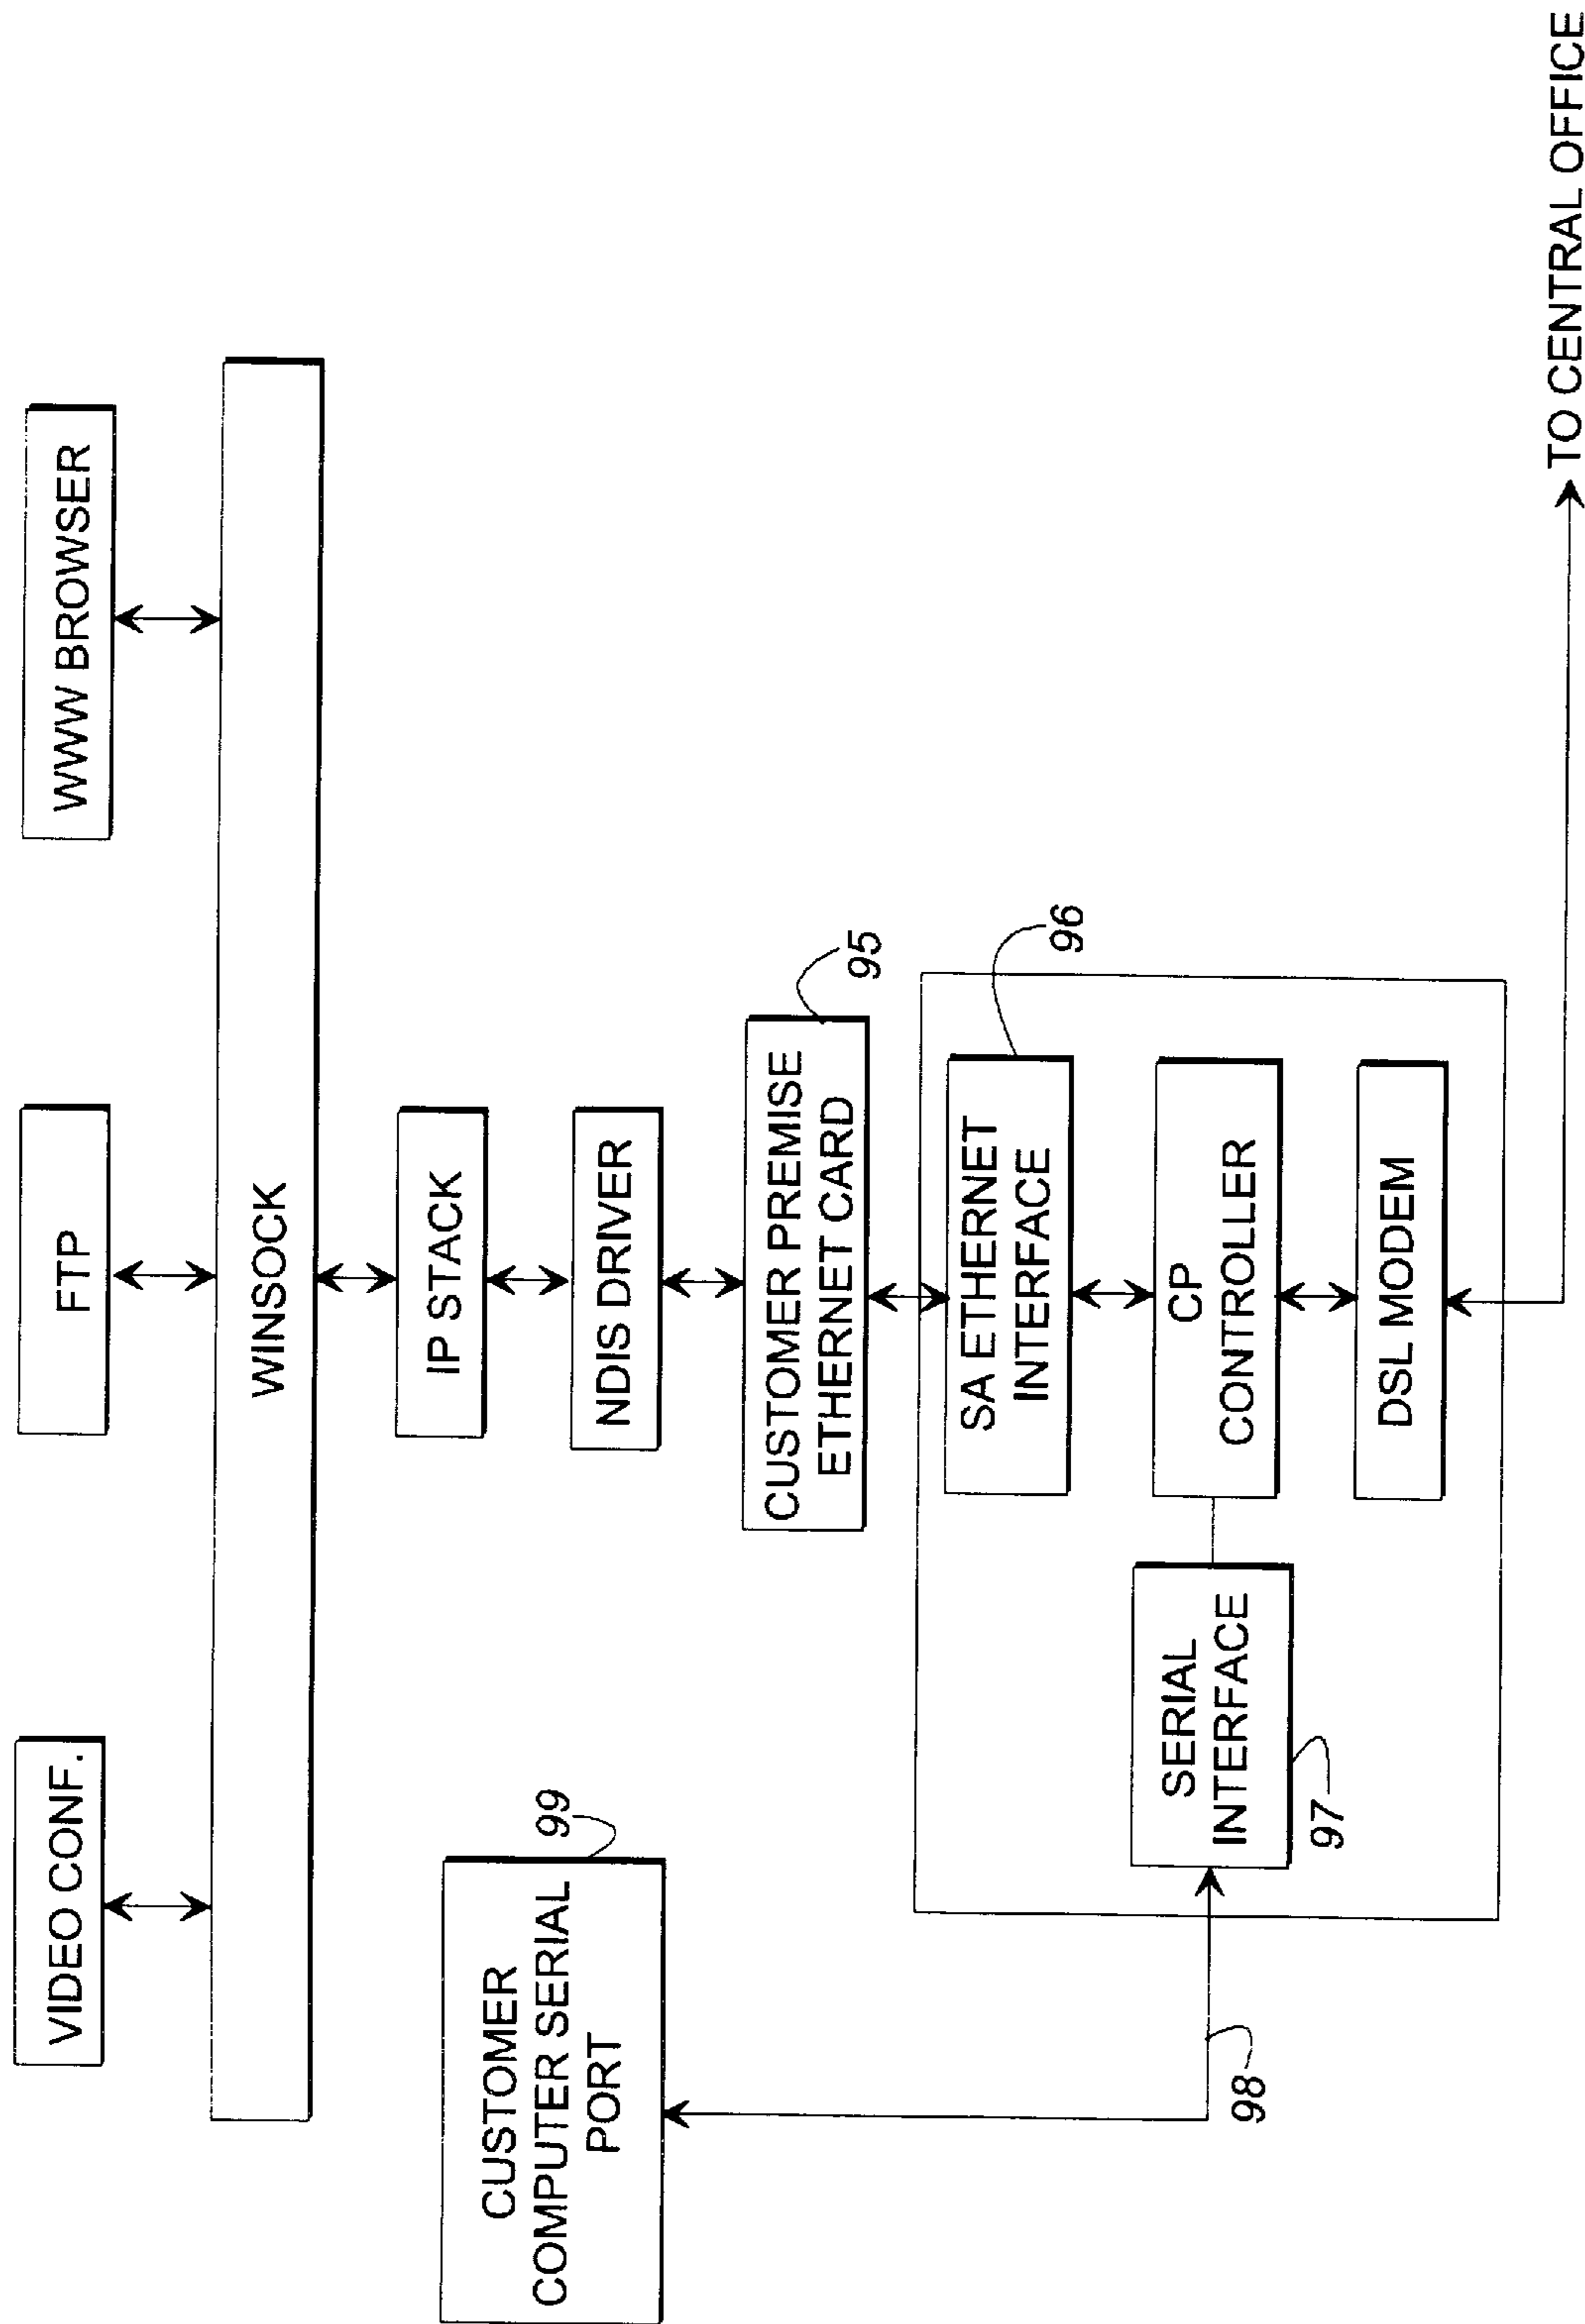 VIDEO CONF.
FTP
WWW BROWSER
WINSOCK
CUSTOMER
COMPUTER SERIAL
PORT
99
IP STACK
NDIS DRIVER
CUSTOMER PREMISE
ETHERNET CARD
95
SA ETHERNET
INTERFACE
96
SERIAL
INTERFACE
97
CP
CONTROLLER
98
DSL MODEM
TO CENTRAL OFFICE